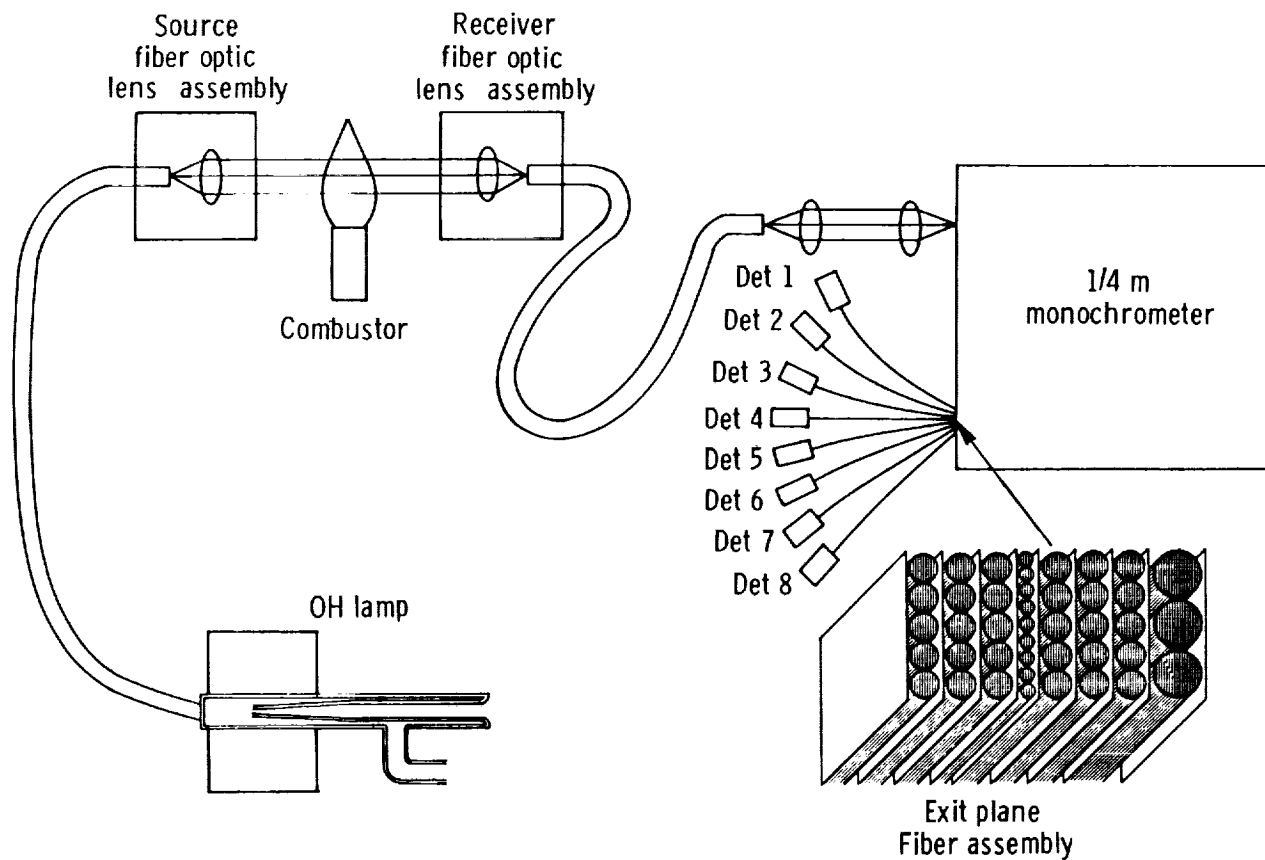 Source
fiber optic
lens assembly
Receiver
fiber optic
lens assembly
Combustor
Det 1
Det 2
Det 3
Det 4
Det 5
Det 6
Det 7
Det 8
1/4 m
monochrometer
OH lamp
Exit plane
Fiber assembly